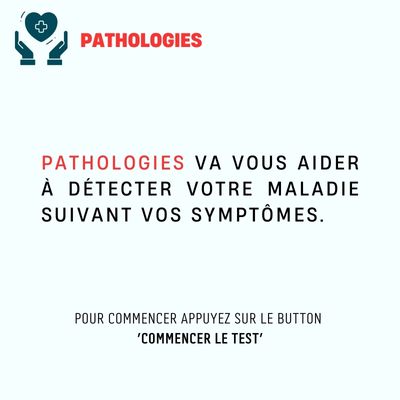 PATHOLOGIES
PATHOLOGIES VA VOUS AIDER
À DÉTECTER VOTRE MALADIE
SUIVANT VOS SYMPTÔMES.
POUR COMMENCER APPUYEZ SUR LE BUTTON
'COMMENCER LE TEST'